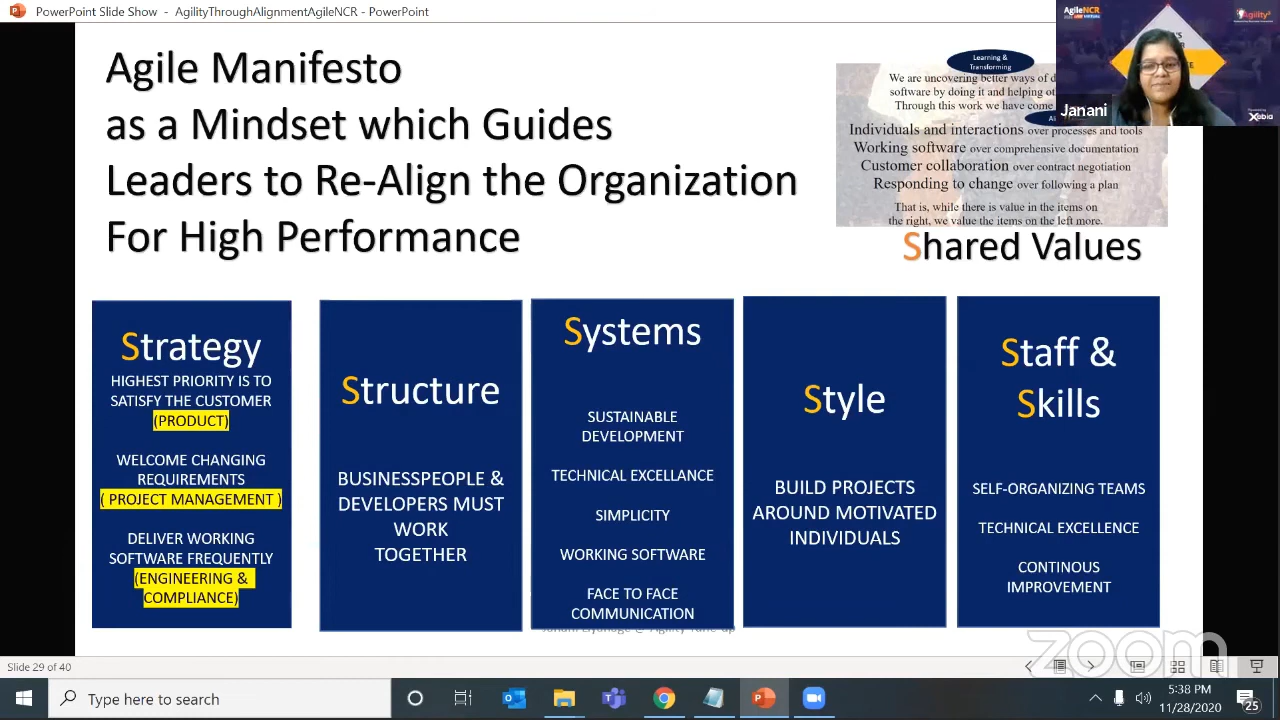 PowerPoint Slide Show - AgilityThroughAlignmentAgileNCR - PowerPoint
Agile Manifesto
as a Mindset which Guides
Leaders to Re-Align the Organization
For High Performance
Learning &
Transforming
We are uncovering better ways of d
software by doing it and helping ot
Through this work we have come
Individuals and interactions over processes and tools
Working software over comprehensive documentation
Customer collaboration over contract negotiation
Responding to change over following a plan
That is, while there is value in the items on
the right, we value the items on the left more.
Shared Values
AgileNCR
Agility
Janani
Xebia
Strategy
HIGHEST PRIORITY IS TO
SATISFY THE CUSTOMER
(PRODUCT)
WELCOME CHANGING
REQUIREMENTS
( PROJECT MANAGEMENT )
DELIVER WORKING
SOFTWARE FREQUENTLY
(ENGINEERING &
COMPLIANCE)
Structure
BUSINESSPEOPLE &
DEVELOPERS MUST
WORK
TOGETHER
Systems
SUSTAINABLE
DEVELOPMENT
TECHNICAL EXCELLANCE
SIMPLICITY
WORKING SOFTWARE
FACE TO FACE
COMMUNICATION
Style
BUILD PROJECTS
AROUND MOTIVATED
INDIVIDUALS
Staff &
Skills
SELF-ORGANIZING TEAMS
TECHNICAL EXCELLENCE
CONTINOUS
IMPROVEMENT
zoom
Slide 29 of 40
Type here to search
5:38 PM
11/28/2020
25